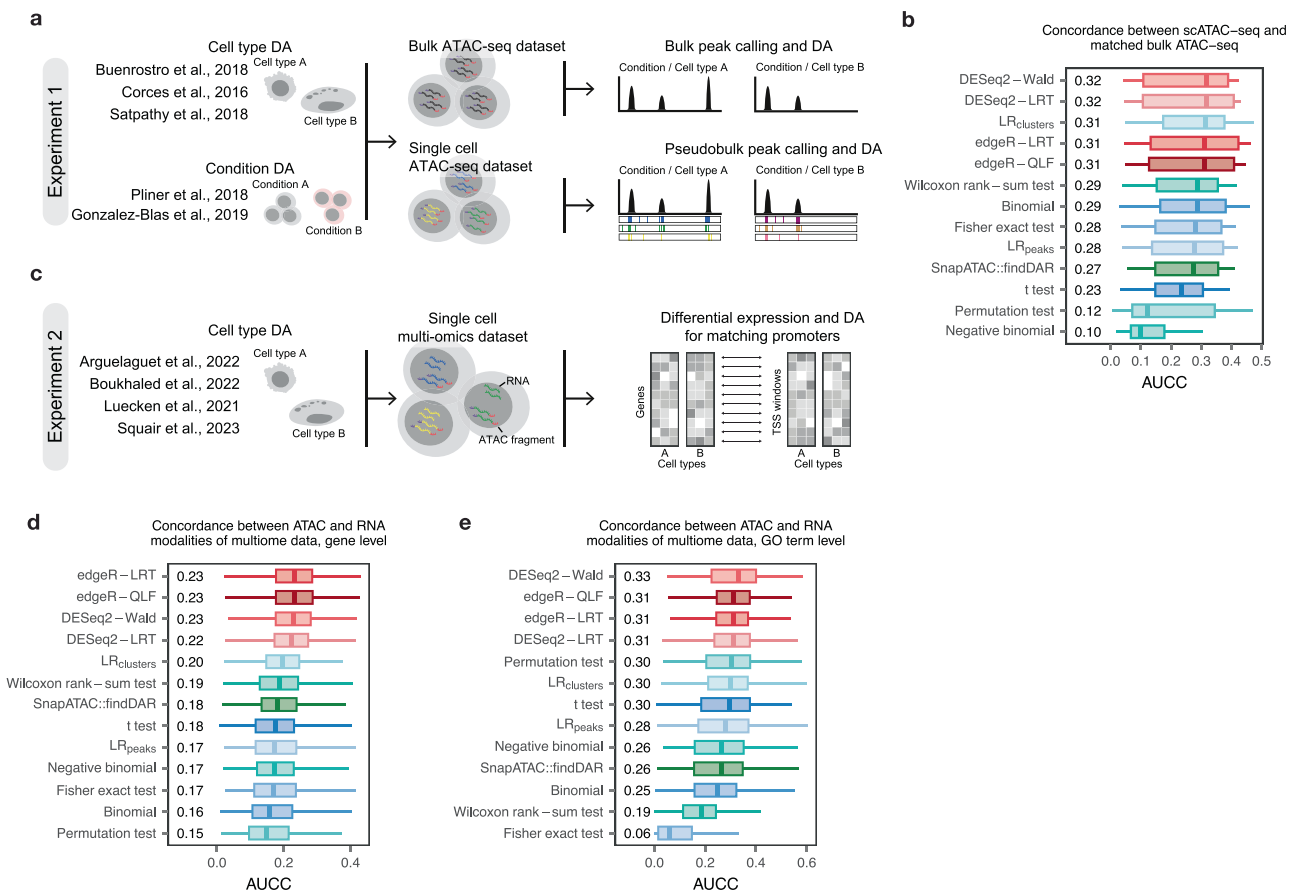 a
Experiment 1
Cell type DA
Buenrostro et al., 2018
Corces et al., 2016
Satpathy et al., 2018
Cell type A
Cell type B
Condition DA
Pliner et al., 2018
Gonzalez-Blas et al., 2019
Condition A
Condition B
Bulk ATAC-seq dataset
Single cell
ATAC-seq dataset
Bulk peak calling and DA
Condition / Cell type A
Condition / Cell type B
Pseudobulk peak calling and DA
Condition / Cell type A
Condition / Cell type B
b
Concordance between scATAC−seq and
matched bulk ATAC−seq
DESeq2−Wald 0.32
DESeq2−LRT 0.32
LRclusters 0.31
edgeR−LRT 0.31
edgeR−QLF 0.31
Wilcoxon rank−sum test 0.29
Binomial 0.29
Fisher exact test 0.28
LRpeaks 0.28
SnapATAC::findDAR 0.27
t test 0.23
Permutation test 0.12
Negative binomial 0.10
0.0 0.1 0.2 0.3 0.4 0.5
AUCC
c
Experiment 2
Cell type DA
Arguelaguet et al., 2022
Boukhaled et al., 2022
Luecken et al., 2021
Squair et al., 2023
Cell type A
Cell type B
Single cell
multi-omics dataset
RNA
ATAC fragment
Differential expression and DA
for matching promoters
Genes
A B
Cell types
TSS windows
A B
Cell types
d
Concordance between ATAC and RNA
modalities of multiome data, gene level
edgeR−LRT 0.23
edgeR−QLF 0.23
DESeq2−Wald 0.23
DESeq2−LRT 0.22
LRclusters 0.20
Wilcoxon rank−sum test 0.19
SnapATAC::findDAR 0.18
t test 0.18
LRpeaks 0.17
Negative binomial 0.17
Fisher exact test 0.17
Binomial 0.16
Permutation test 0.15
0.0 0.2 0.4
AUCC
e
Concordance between ATAC and RNA
modalities of multiome data, GO term level
DESeq2−Wald 0.33
edgeR−QLF 0.31
edgeR−LRT 0.31
DESeq2−LRT 0.31
Permutation test 0.30
LRclusters 0.30
t test 0.30
LRpeaks 0.28
Negative binomial 0.26
SnapATAC::findDAR 0.26
Binomial 0.25
Wilcoxon rank−sum test 0.19
Fisher exact test 0.06
0.0 0.2 0.4 0.6
AUCC